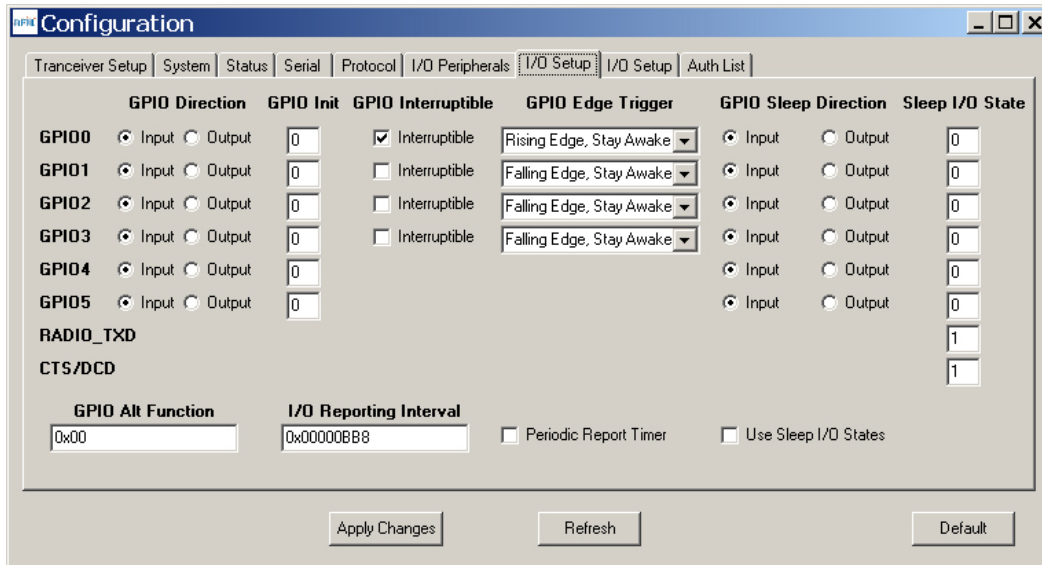 RFM Configuration
Tranceiver Setup System Status Serial Protocol I/O Peripherals I/O Setup I/O Setup Auth List
GPIO Direction GPIO Init GPIO Interruptible GPIO Edge Trigger GPIO Sleep Direction Sleep I/O State
GPIO0 Input Output 0 Interruptible Rising Edge, Stay Awake Input Output 0
GPIO1 Input Output 0 Interruptible Falling Edge, Stay Awake Input Output 0
GPIO2 Input Output 0 Interruptible Falling Edge, Stay Awake Input Output 0
GPIO3 Input Output 0 Interruptible Falling Edge, Stay Awake Input Output 0
GPIO4 Input Output 0 Input Output 0
GPIO5 Input Output 0 Input Output 0
RADIO_TXD 1
CTS/DCD 1
GPIO Alt Function I/O Reporting Interval
0x00 0x00000BB8 Periodic Report Timer Use Sleep I/O States
Apply Changes Refresh Default